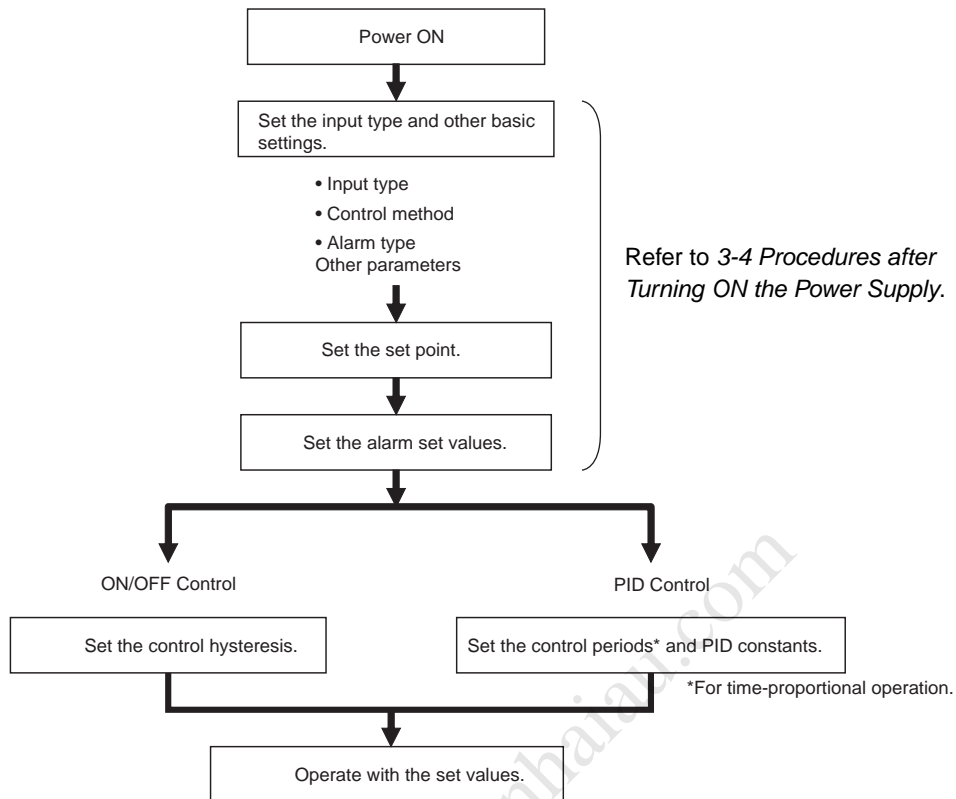 Power ON
Set the input type and other basic
settings.
• Input type
• Control method
• Alarm type
Other parameters
Refer to 3-4 Procedures after
Turning ON the Power Supply.
Set the set point.
Set the alarm set values.
ON/OFF Control
PID Control
Set the control hysteresis.
Set the control periods* and PID constants.
*For time-proportional operation.
Operate with the set values.
nhaiau.com